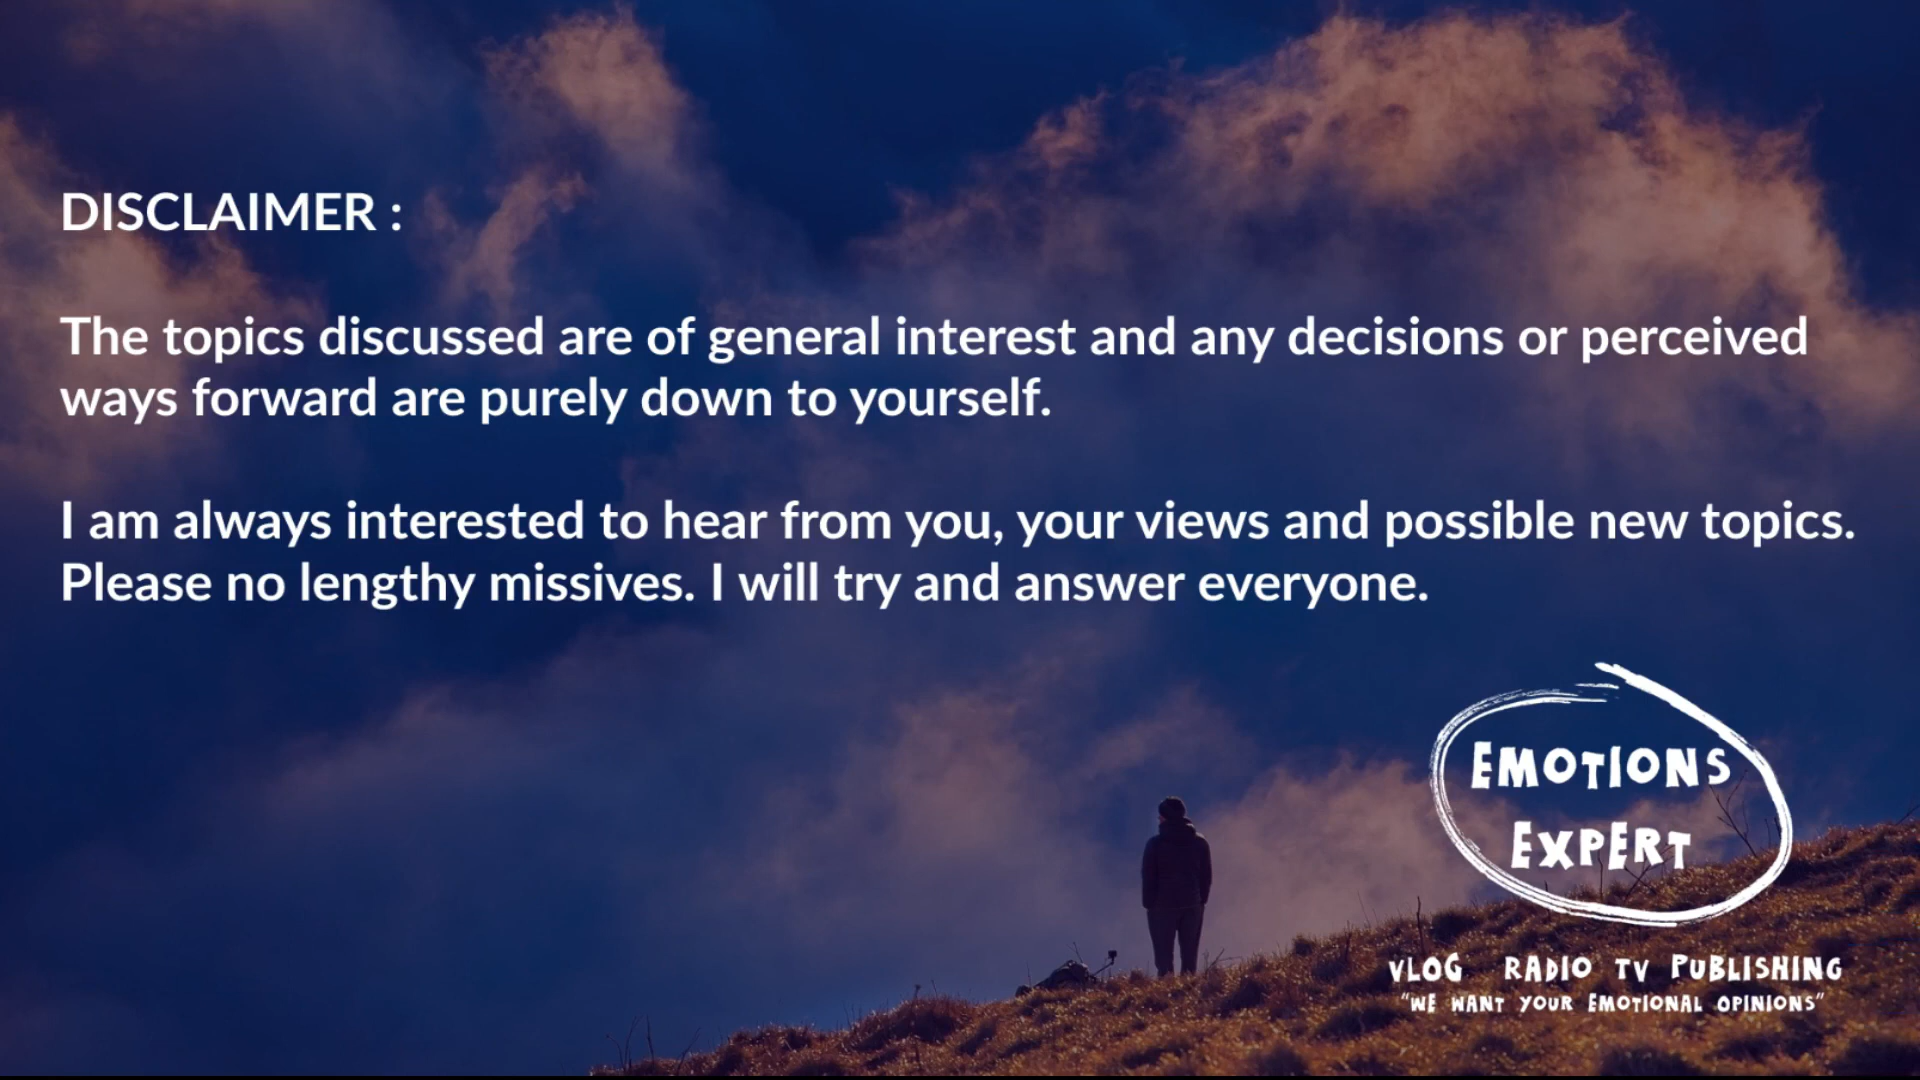 DISCLAIMER :
The topics discussed are of general interest and any decisions or perceived
ways forward are purely down to yourself.
I am always interested to hear from you, your views and possible new topics.
Please no lengthy missives. I will try and answer everyone.
EMOTIONS
EXPERT
VLOG RADIO TV PUBLISHING
"WE WANT YOUR EMOTIONAL OPINIONS"